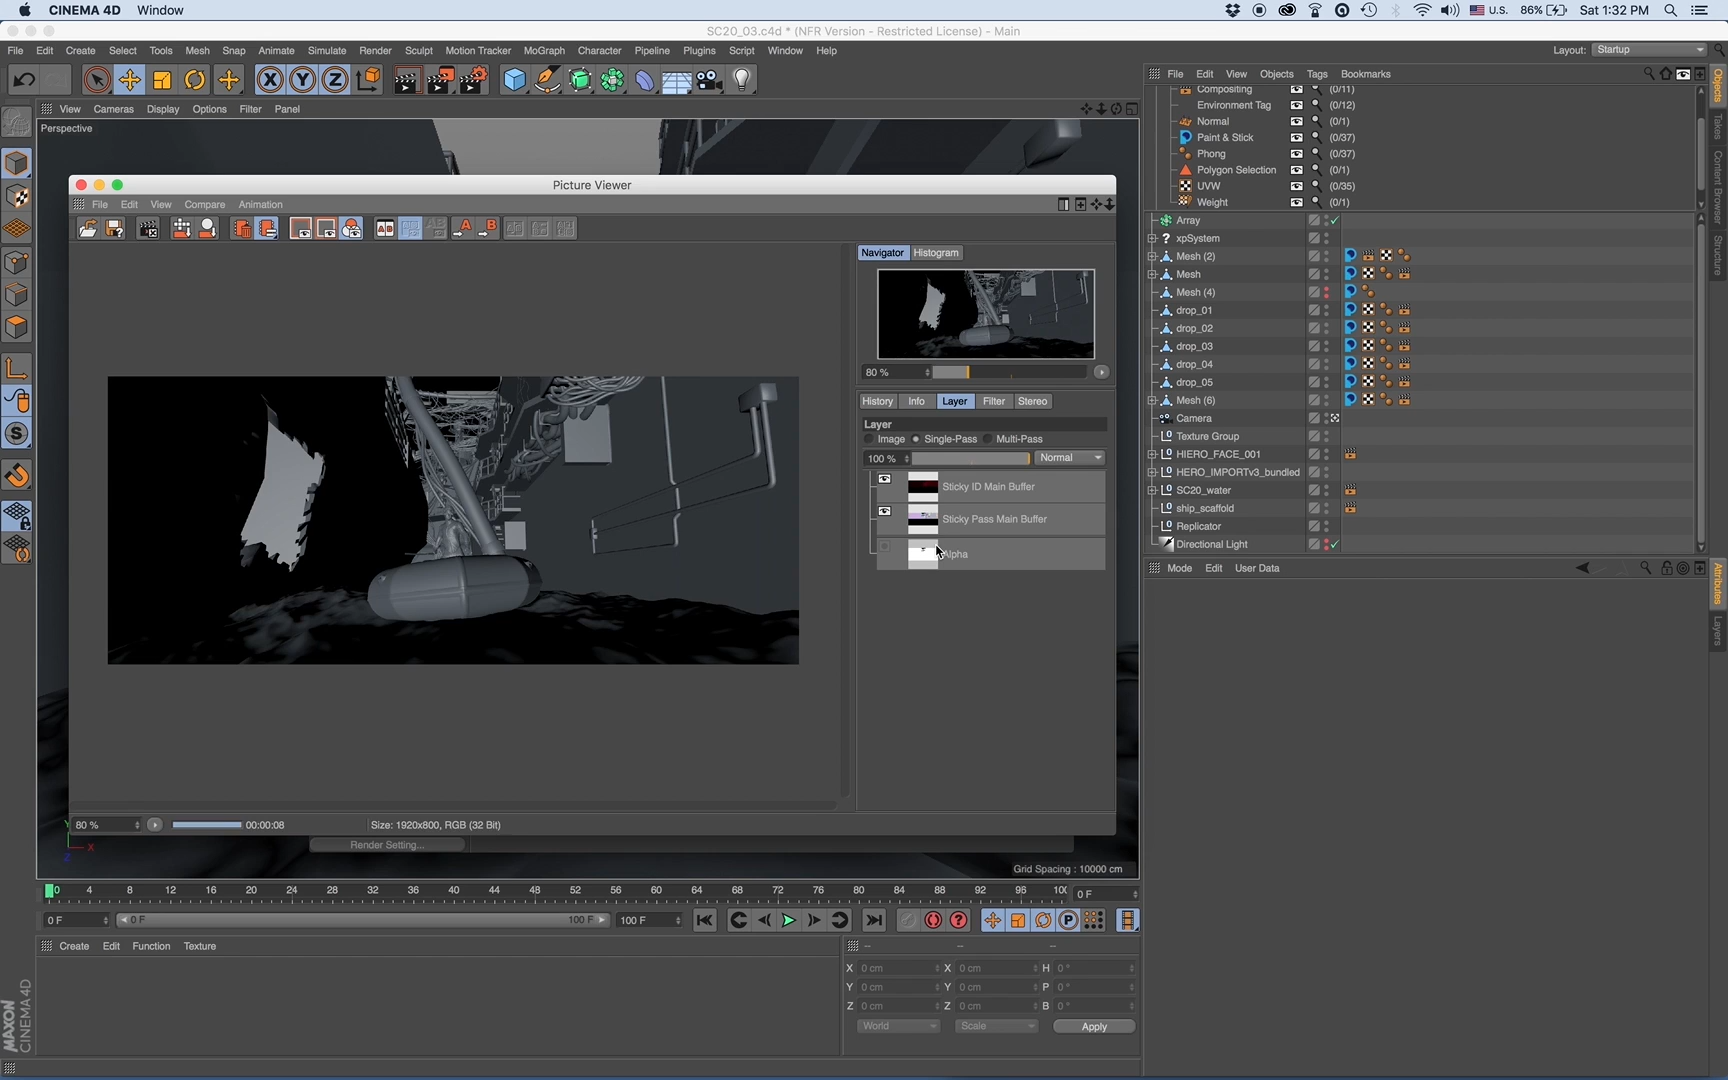 CINEMA 4D Window
U.S. 86% Sat 1:32 PM
SC20_03.c4d * (NFR Version - Restricted License) - Main
File Edit Create Select Tools Mesh Snap Animate Simulate Render Sculpt Motion Tracker MoGraph Character Pipeline Plugins Script Window Help
Layout: Startup
File Edit View Objects Tags Bookmarks
View Cameras Display Options Filter Panel
Perspective
Compositing (0/11)
Environment Tag (0/12)
Normal (0/1)
Paint & Stick (0/37)
Phong (0/37)
Polygon Selection (0/1)
UVW (0/35)
Weight (0/1)
Array
xpSystem
Mesh (2)
Mesh
Mesh (4)
drop_01
drop_02
drop_03
drop_04
drop_05
Mesh (6)
Camera
Texture Group
HIERO_FACE_001
HERO_IMPORTv3_bundled
SC20_water
ship_scaffold
Replicator
Directional Light
Objects
Takes
Content Browser
Structure
Picture Viewer
File Edit View Compare Animation
Navigator Histogram
80 %
History Info Layer Filter Stereo
Layer
Image Single-Pass Multi-Pass
100 % Normal
Sticky ID Main Buffer
Sticky Pass Main Buffer
Alpha
80 % 00:00:08 Size: 1920x800, RGB (32 Bit)
Render Setting...
Y X Z
Grid Spacing : 10000 cm
Mode Edit User Data
Attributes
Layers
0 4 8 12 16 20 24 28 32 36 40 44 48 52 56 60 64 68 72 76 80 84 88 92 96 100 0 F
0 F 0 F 100 F 100 F
Create Edit Function Texture
-- -- --
X 0 cm X 0 cm H 0 °
Y 0 cm Y 0 cm P 0 °
Z 0 cm Z 0 cm B 0 °
World Scale Apply
MAXON
CINEMA 4D